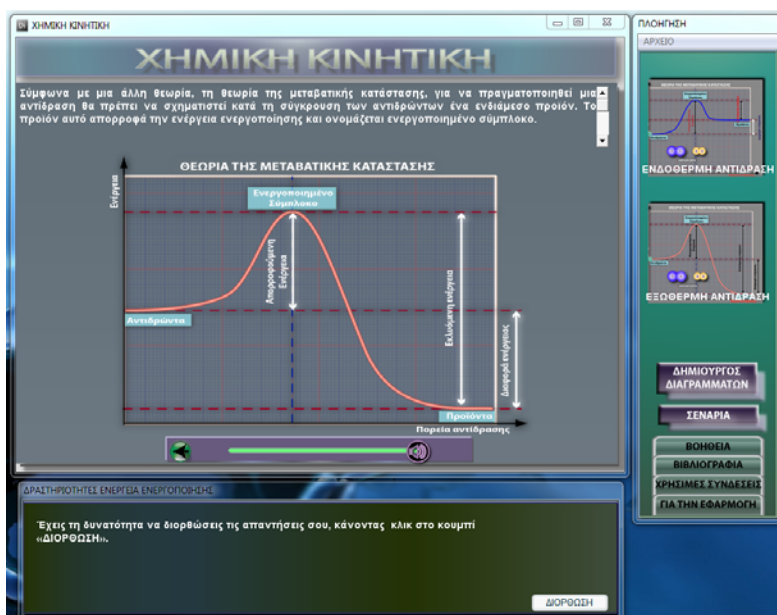 ΧΗΜΙΚΗ ΚΙΝΗΤΙΚΗ
ΧΗΜΙΚΗ ΚΙΝΗΤΙΚΗ
Σύμφωνα με μια άλλη θεωρία, τη θεωρία της μεταβατικής κατάστασης, για να πραγματοποιηθεί μια
αντίδραση θα πρέπει να σχηματιστεί κατά τη σύγκρουση των αντιδρώντων ένα ενδιάμεσο προϊόν. Το
προϊόν αυτό απορροφά την ενέργεια ενεργοποίησης και ονομάζεται ενεργοποιημένο σύμπλοκο.
ΘΕΩΡΙΑ ΤΗΣ ΜΕΤΑΒΑΤΙΚΗΣ ΚΑΤΑΣΤΑΣΗΣ
Ενέργεια
Ενεργοποιημένο
Σύμπλοκο
Απορροφούμενη
Ενέργεια
Εκλυόμενη ενέργεια
Διαφορά ενέργειας
Αντιδρώντα
Προϊόντα
Πορεία αντίδρασης
ΔΡΑΣΤΗΡΙΟΤΗΤΕΣ ΕΝΕΡΓΕΙΑ ΕΝΕΡΓΟΠΟΙΗΣΗΣ
Έχεις τη δυνατότητα να διορθώσεις τις απαντήσεις σου, κάνοντας κλικ στο κουμπί
«ΔΙΟΡΘΩΣΗ».
ΔΙΟΡΘΩΣΗ
ΠΛΟΗΓΗΣΗ
ΑΡΧΕΙΟ
ΕΝΔΟΘΕΡΜΗ ΑΝΤΙΔΡΑΣΗ
ΕΞΩΘΕΡΜΗ ΑΝΤΙΔΡΑΣΗ
ΔΗΜΙΟΥΡΓΟΣ
ΔΙΑΓΡΑΜΜΑΤΩΝ
ΣΕΝΑΡΙΑ
ΒΟΗΘΕΙΑ
ΒΙΒΛΙΟΓΡΑΦΙΑ
ΧΡΗΣΙΜΕΣ ΣΥΝΔΕΣΕΙΣ
ΓΙΑ ΤΗΝ ΕΦΑΡΜΟΓΗ